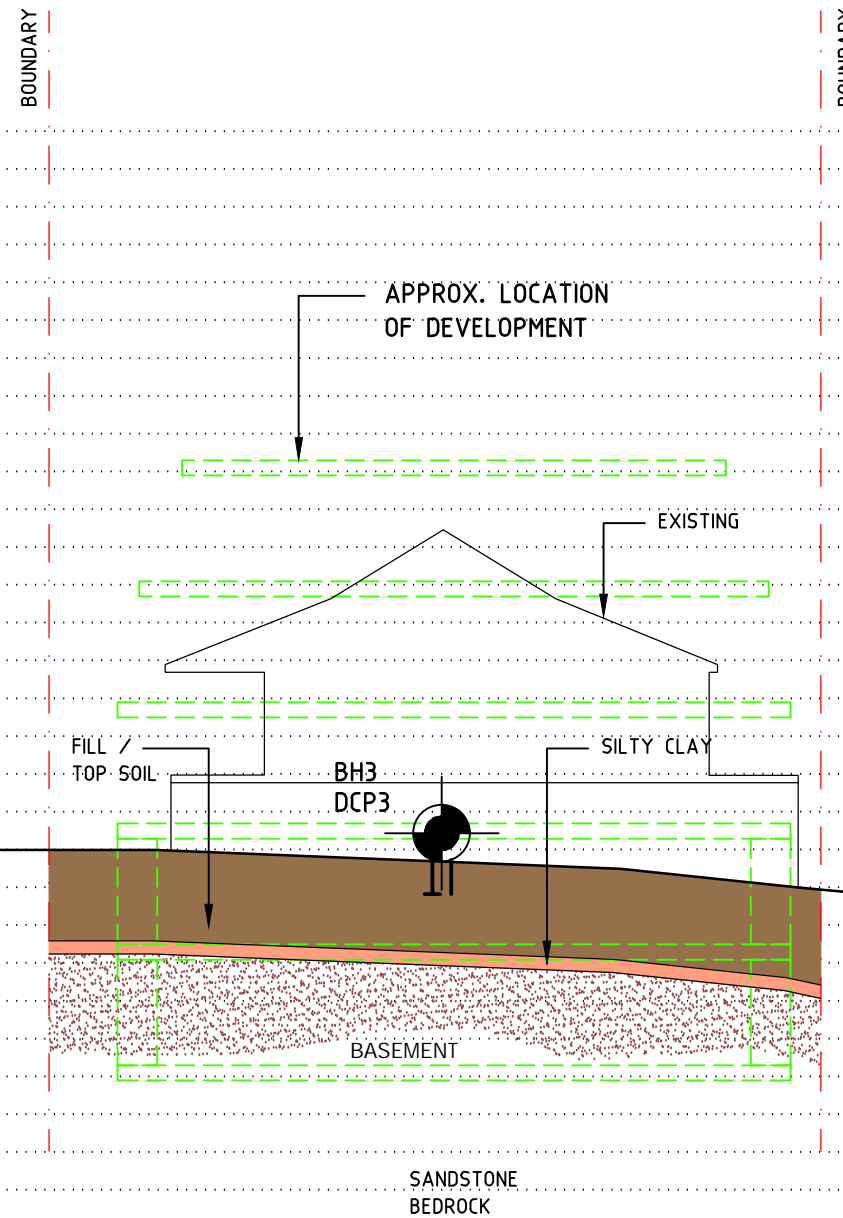 BOUNDARY
BOUNDARY
APPROX. LOCATION
OF DEVELOPMENT
EXISTING
FILL /
TOP SOIL
SILTY CLAY
BH3
DCP3
BASEMENT
SANDSTONE
BEDROCK